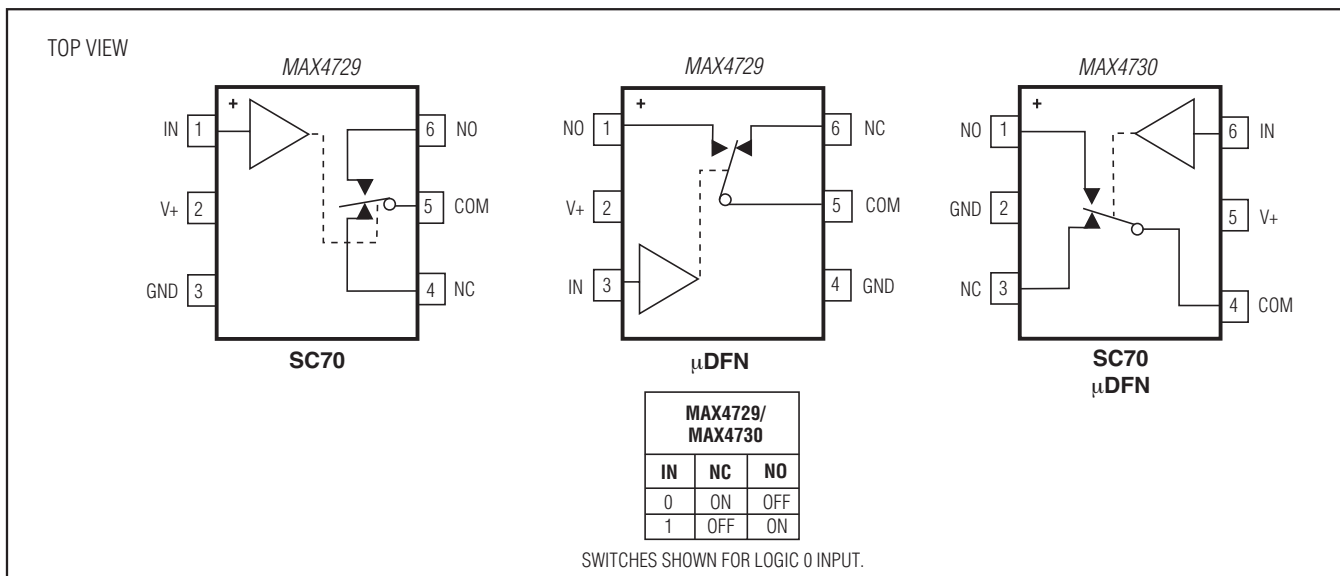 TOP VIEW
MAX4729
+
IN 1
V+ 2
GND 3
6 NO
5 COM
4 NC
SC70
MAX4729
+
NO 1
V+ 2
IN 3
6 NC
5 COM
4 GND
µDFN
MAX4730
+
NO 1
GND 2
NC 3
6 IN
5 V+
4 COM
SC70
µDFN
MAX4729/
MAX4730
IN NC NO
0 ON OFF
1 OFF ON
SWITCHES SHOWN FOR LOGIC 0 INPUT.